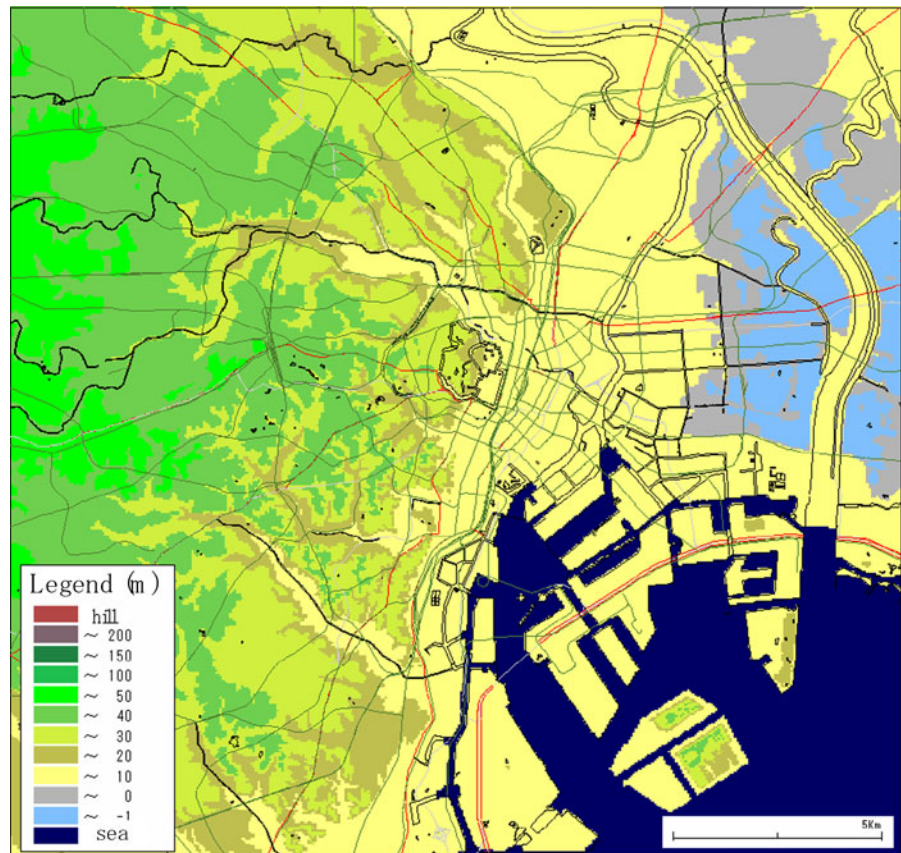 Legend (m)
hill
～ 200
～ 150
～ 100
～ 50
～ 40
～ 30
～ 20
～ 10
～ 0
～ -1
sea
5Km